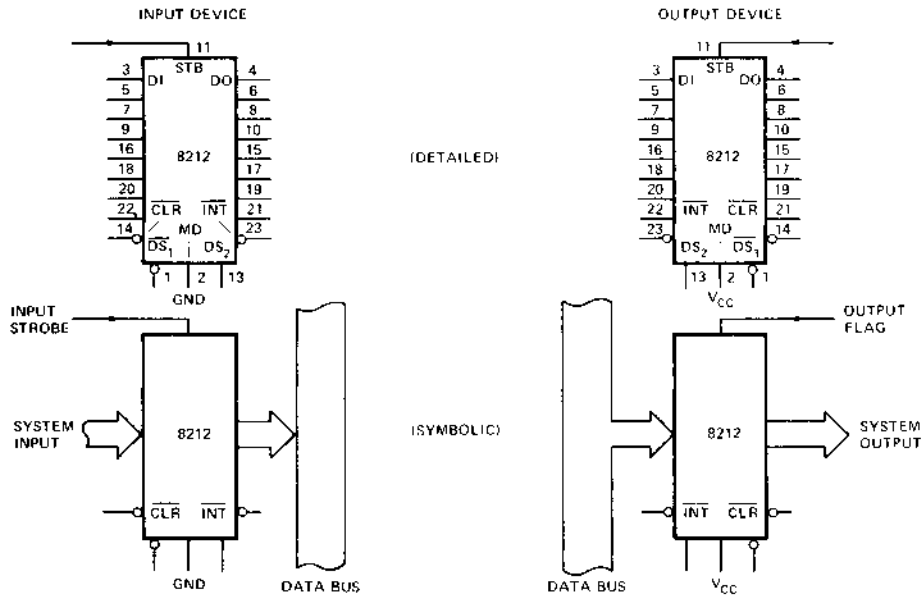 INPUT DEVICE
11
STB
3 DI DO 4
5 6
7 8
9 10
16 8212 15
18 17
20 19
22 CLR INT 21
14 MD 23
DS1 DS2
1 2 13
GND
(DETAILED)
OUTPUT DEVICE
11
STB
3 DI DO 4
5 6
7 8
9 10
16 8212 15
18 17
20 19
22 INT CLR 21
23 MD 14
DS2 DS1
13 2 1
VCC
INPUT
STROBE
SYSTEM
INPUT
8212
CLR INT
GND
DATA BUS
(SYMBOLIC)
OUTPUT
FLAG
8212
SYSTEM
OUTPUT
INT CLR
DATA BUS
VCC